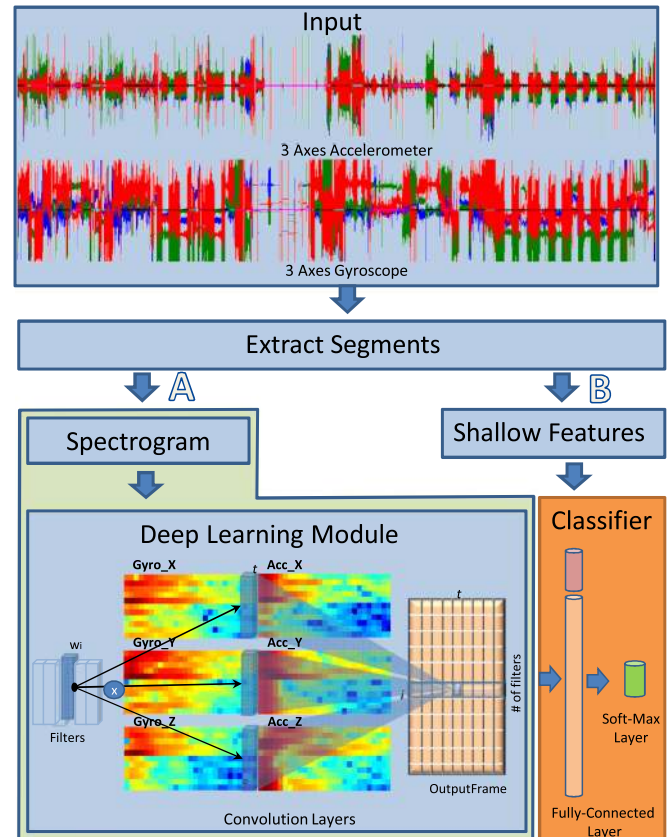 Input
3 Axes Accelerometer
3 Axes Gyroscope
Extract Segments
A
B
Spectrogram
Shallow Features
Deep Learning Module
Classifier
Gyro_X
t
Acc_X
Gyro_Y
Acc_Y
Gyro_Z
Acc_Z
wi
x
Filters
t
i
# of filters
OutputFrame
Convolution Layers
Soft-Max
Layer
Fully-Connected
Layer